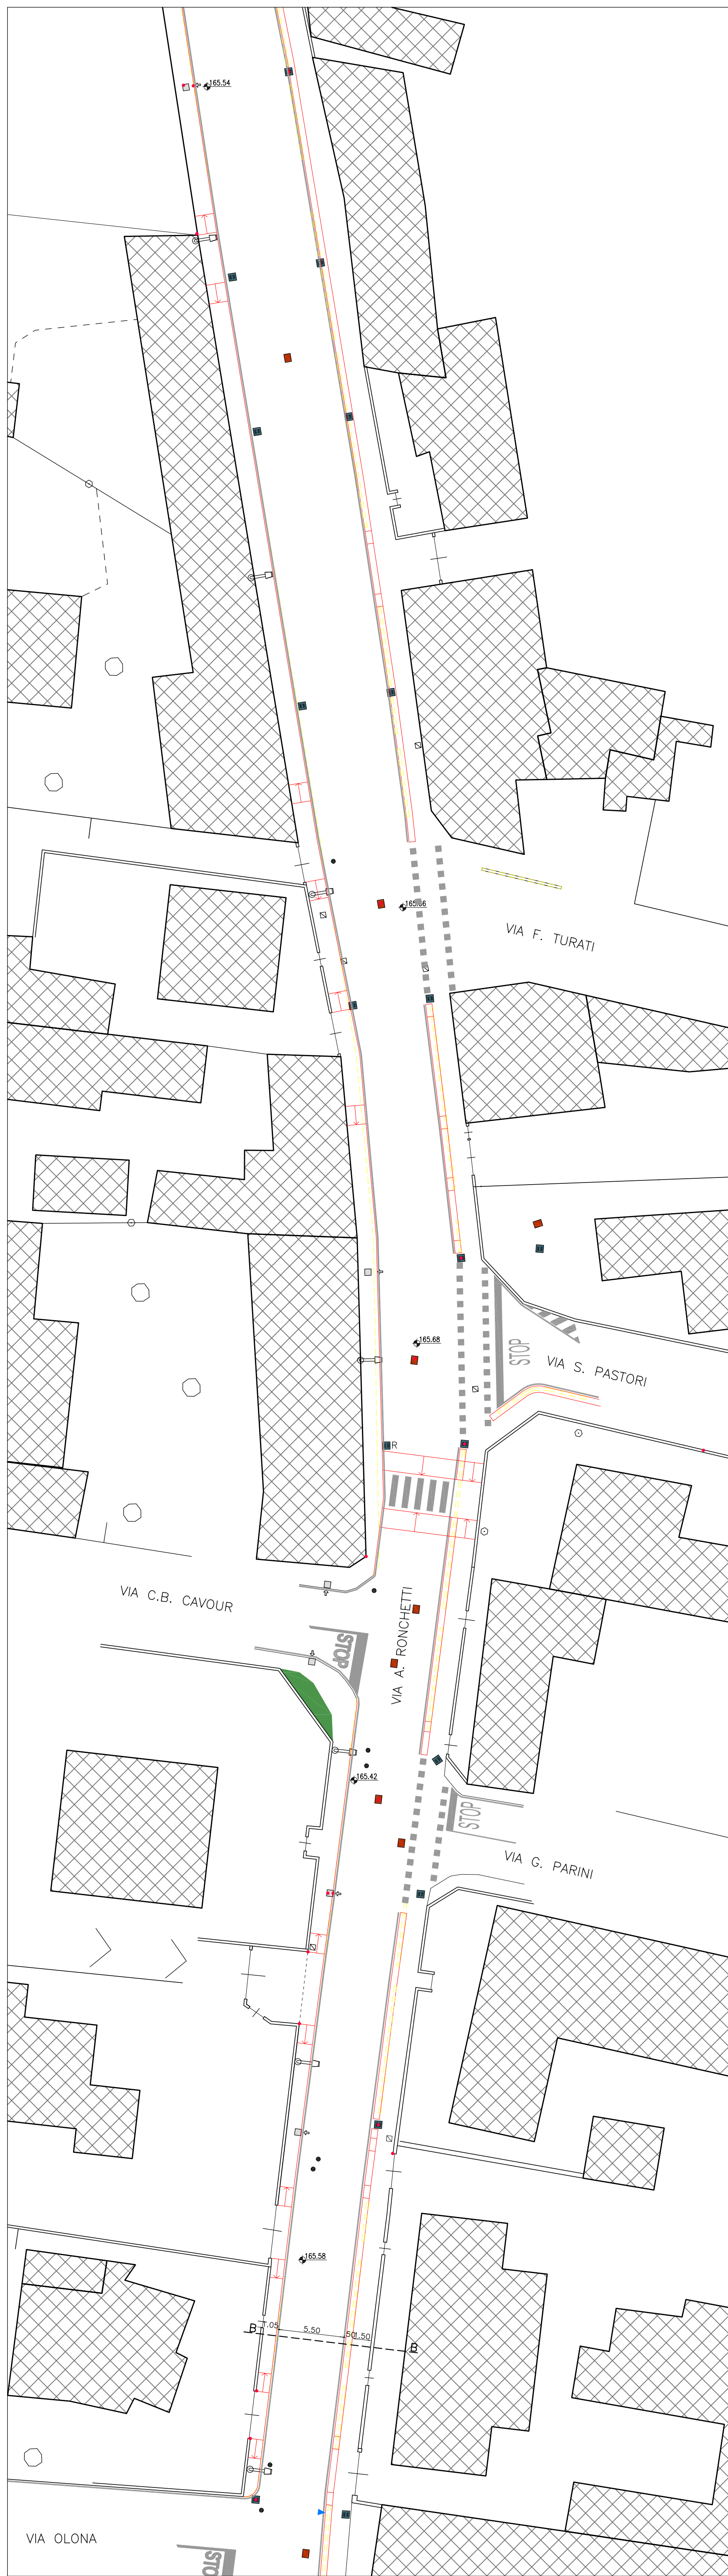 165.54
165.66
VIA F. TURATI
165.68
STOP
VIA S. PASTORI
R
VIA C.B. CAVOUR
STOP
VIA A. RONCHETTI
165.42
STOP
VIA G. PARINI
165.58
B
5.50
B
VIA OLONA
STOP